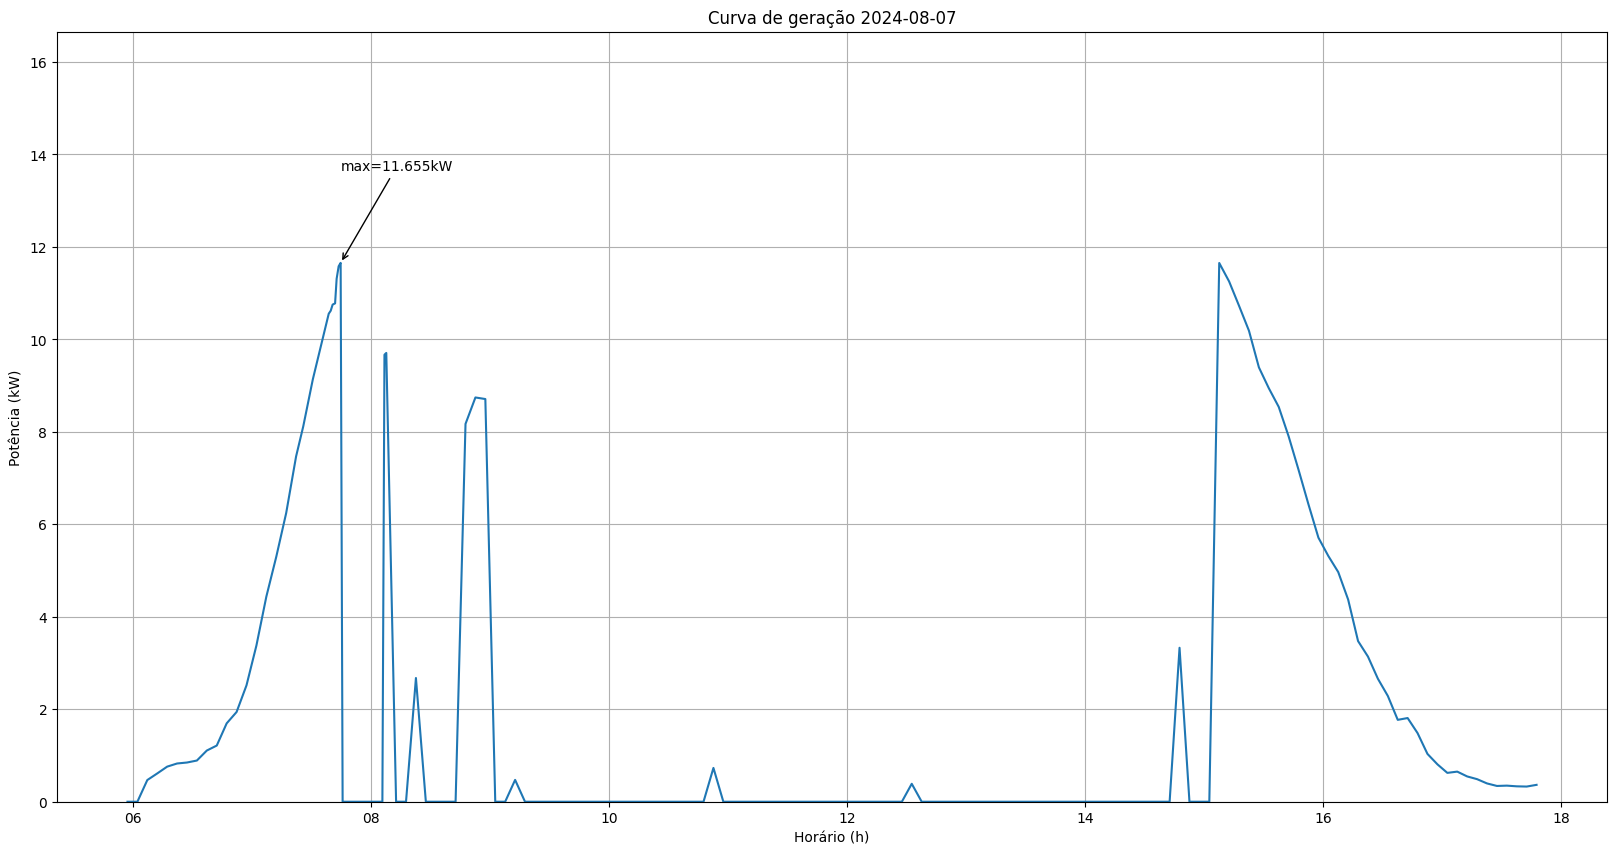 Curva de geração 2024-08-07
16
14
12
10
8
6
4
2
0
Potência (kW)
max=11.655kW
06 08 10 12 14 16 18
Horário (h)